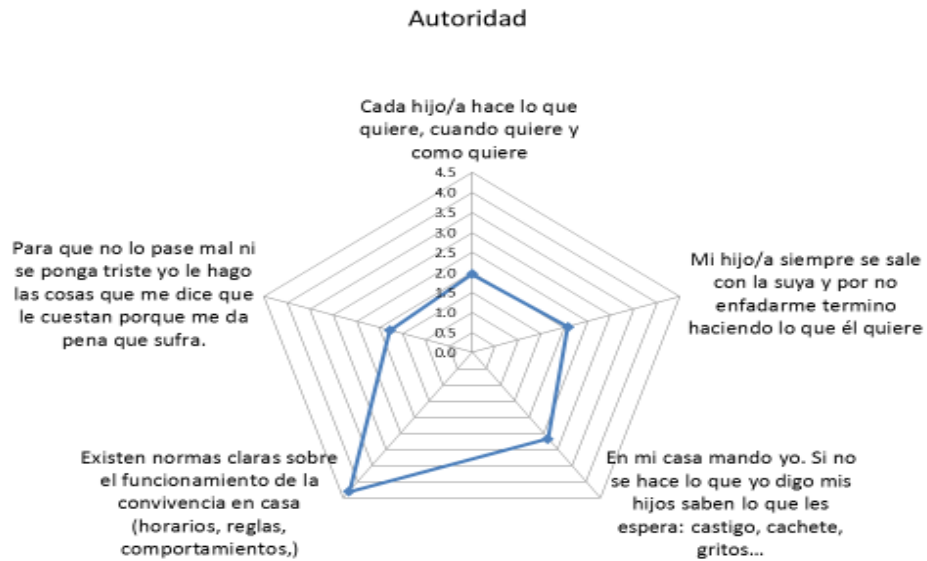 Autoridad
Cada hijo/a hace lo que
quiere, cuando quiere y
como quiere
4.5
4.0
3.5
3.0
2.5
2.0
1.5
1.0
0.5
0.0
Mi hijo/a siempre se sale
con la suya y por no
enfadarme termino
haciendo lo que él quiere
En mi casa mando yo. Si no
se hace lo que yo digo mis
hijos saben lo que les
espera: castigo, cachete,
gritos...
Existen normas claras sobre
el funcionamiento de la
convivencia en casa
(horarios, reglas,
comportamientos,)
Para que no lo pase mal ni
se ponga triste yo le hago
las cosas que me dice que
le cuestan porque me da
pena que sufra.